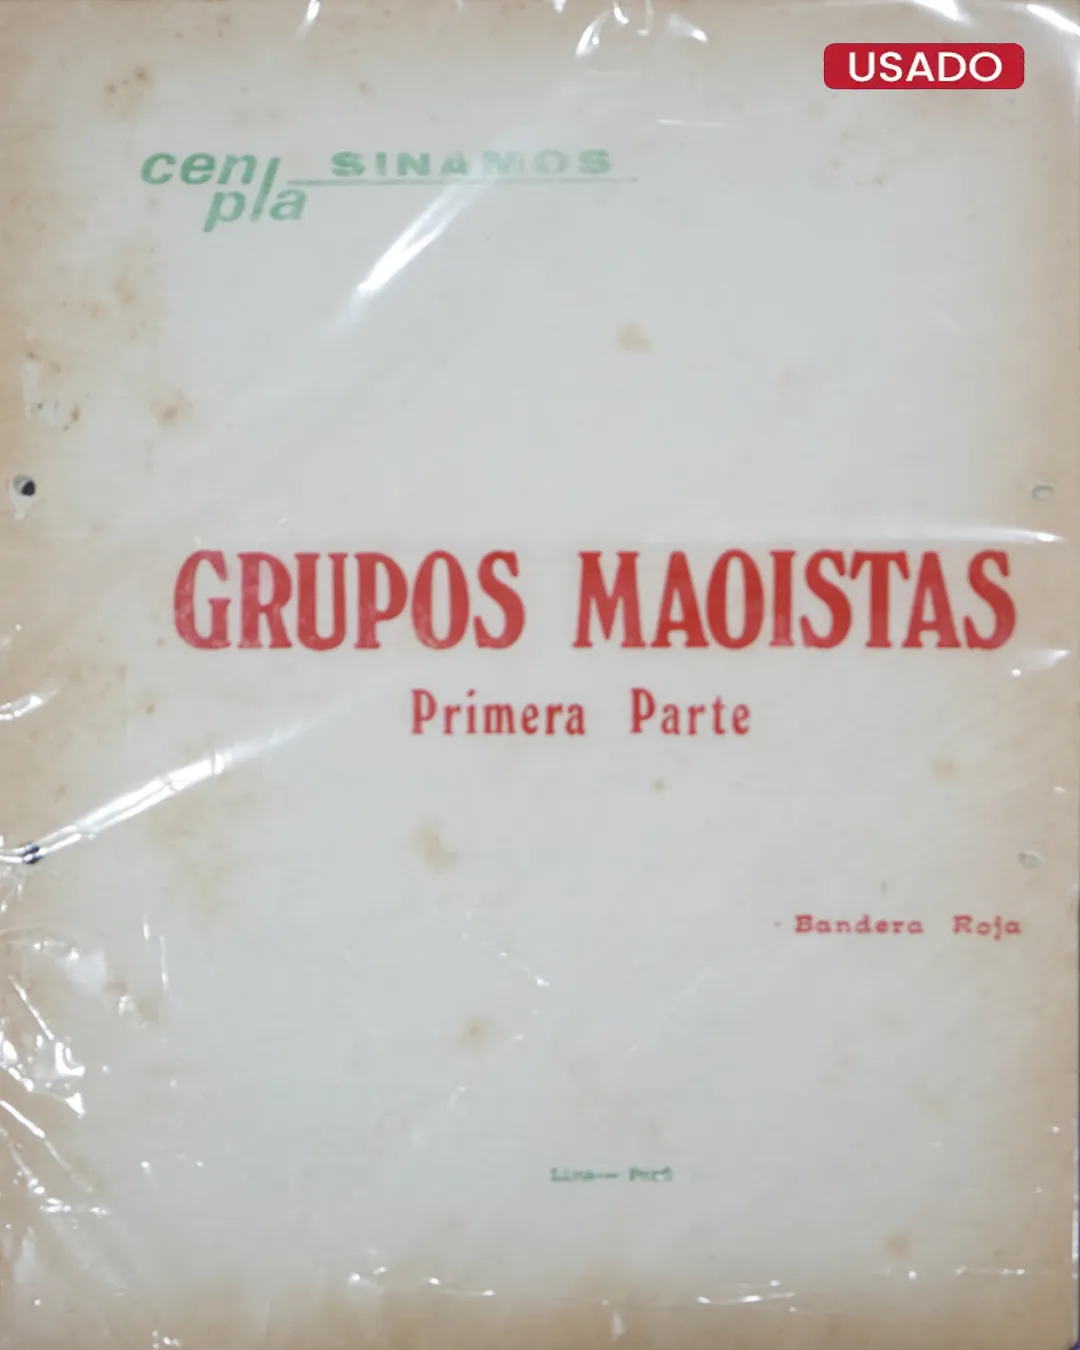 USADO
cen SINAMOS
pla
GRUPOS MAOISTAS
Primera Parte
- Bandera Roja
Lima — Perú